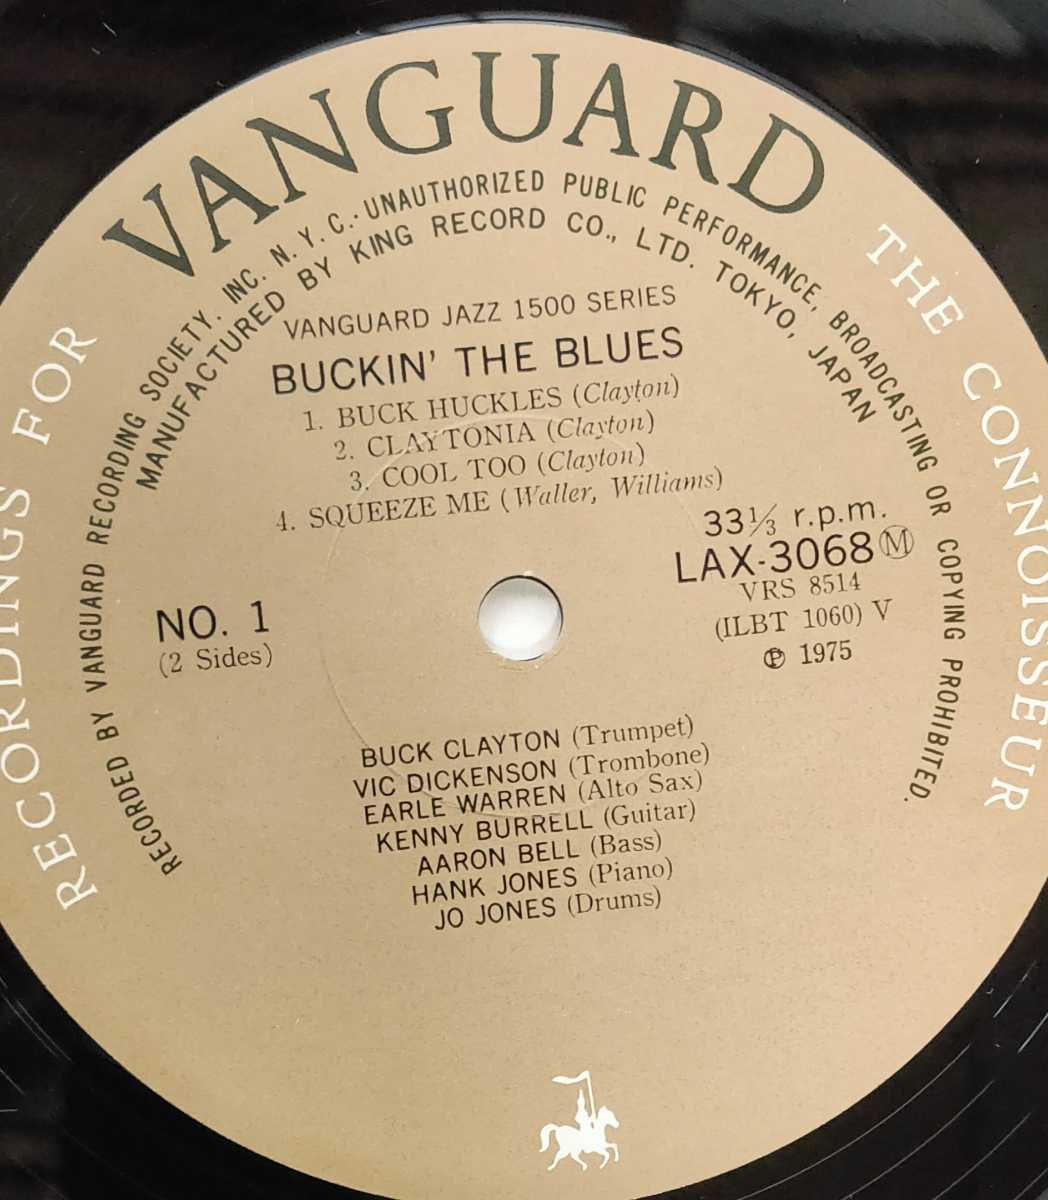 VANGUARD
RECORDINGS FOR THE CONNOISSEUR
RECORDED BY VANGUARD RECORDING SOCIETY. INC. N. Y. C.· UNAUTHORIZED PUBLIC PERFORMANCE, BROADCASTING OR COPYING PROHIBITED.
MANUFACTURED BY KING RECORD CO., LTD. TOKYO, JAPAN
VANGUARD JAZZ 1500 SERIES
BUCKIN' THE BLUES
1. BUCK HUCKLES (Clayton)
2. CLAYTONIA (Clayton)
3. COOL TOO (Clayton)
4. SQUEEZE ME (Waller, Williams)
33⅓ r.p.m.
LAX-3068 Ⓜ
VRS 8514
(ILBT 1060) V
℗ 1975
NO. 1
(2 Sides)
BUCK CLAYTON (Trumpet)
VIC DICKENSON (Trombone)
EARLE WARREN (Alto Sax)
KENNY BURRELL (Guitar)
AARON BELL (Bass)
HANK JONES (Piano)
JO JONES (Drums)